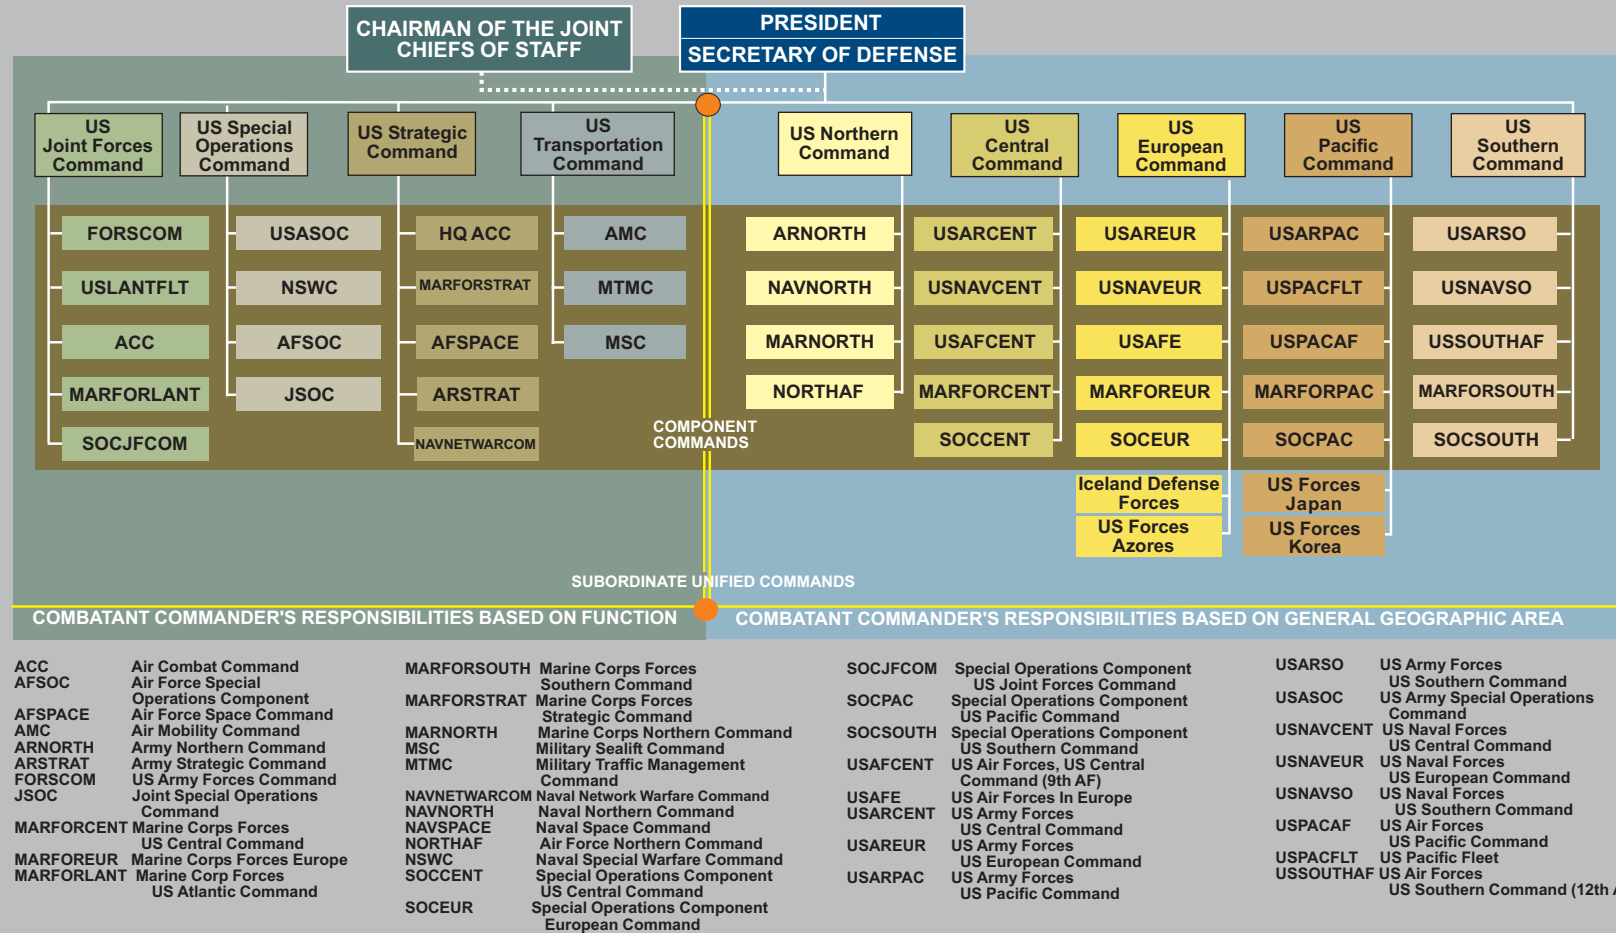 CHAIRMAN OF THE JOINT
CHIEFS OF STAFF
PRESIDENT
SECRETARY OF DEFENSE
US
Joint Forces
Command
US Special
Operations
Command
US Strategic
Command
US
Transportation
Command
US Northern
Command
US
Central
Command
US
European
Command
US
Pacific
Command
US
Southern
Command
FORSCOM
USLANTFLT
ACC
MARFORLANT
SOCJFCOM
USASOC
NSWC
AFSOC
JSOC
HQ ACC
MARFORSTRAT
AFSPACE
ARSTRAT
NAVNETWARCOM
AMC
MTMC
MSC
COMPONENT
COMMANDS
ARNORTH
NAVNORTH
MARNORTH
NORTHAF
USARCENT
USNAVCENT
USAFCENT
MARFORCENT
SOCCENT
USAREUR
USNAVEUR
USAFE
MARFOREUR
SOCEUR
Iceland Defense
Forces
US Forces
Azores
USARPAC
USPACFLT
USPACAF
MARFORPAC
SOCPAC
US Forces
Japan
US Forces
Korea
USARSO
USNAVSO
USSOUTHAF
MARFORSOUTH
SOCSOUTH
SUBORDINATE UNIFIED COMMANDS
COMBATANT COMMANDER'S RESPONSIBILITIES BASED ON FUNCTION
COMBATANT COMMANDER'S RESPONSIBILITIES BASED ON GENERAL GEOGRAPHIC AREA
ACC Air Combat Command
AFSOC Air Force Special
Operations Component
AFSPACE Air Force Space Command
AMC Air Mobility Command
ARNORTH Army Northern Command
ARSTRAT Army Strategic Command
FORSCOM US Army Forces Command
JSOC Joint Special Operations
Command
MARFORCENT Marine Corps Forces
US Central Command
MARFOREUR Marine Corps Forces Europe
MARFORLANT Marine Corp Forces
US Atlantic Command
MARFORSOUTH Marine Corps Forces
Southern Command
MARFORSTRAT Marine Corps Forces
Strategic Command
MARNORTH Marine Corps Northern Command
MSC Military Sealift Command
MTMC Military Traffic Management
Command
NAVNETWARCOM Naval Network Warfare Command
NAVNORTH Naval Northern Command
NAVSPACE Naval Space Command
NORTHAF Air Force Northern Command
NSWC Naval Special Warfare Command
SOCCENT Special Operations Component
US Central Command
SOCEUR Special Operations Component
European Command
SOCJFCOM Special Operations Component
US Joint Forces Command
SOCPAC Special Operations Component
US Pacific Command
SOCSOUTH Special Operations Component
US Southern Command
USAFCENT US Air Forces, US Central
Command (9th AF)
USAFE US Air Forces In Europe
USARCENT US Army Forces
US Central Command
USAREUR US Army Forces
US European Command
USARPAC US Army Forces
US Pacific Command
USARSO US Army Forces
US Southern Command
USASOC US Army Special Operations
Command
USNAVCENT US Naval Forces
US Central Command
USNAVEUR US Naval Forces
US European Command
USNAVSO US Naval Forces
US Southern Command
USPACAF US Air Forces
US Pacific Command
USPACFLT US Pacific Fleet
USSOUTHAF US Air Forces
US Southern Command (12th